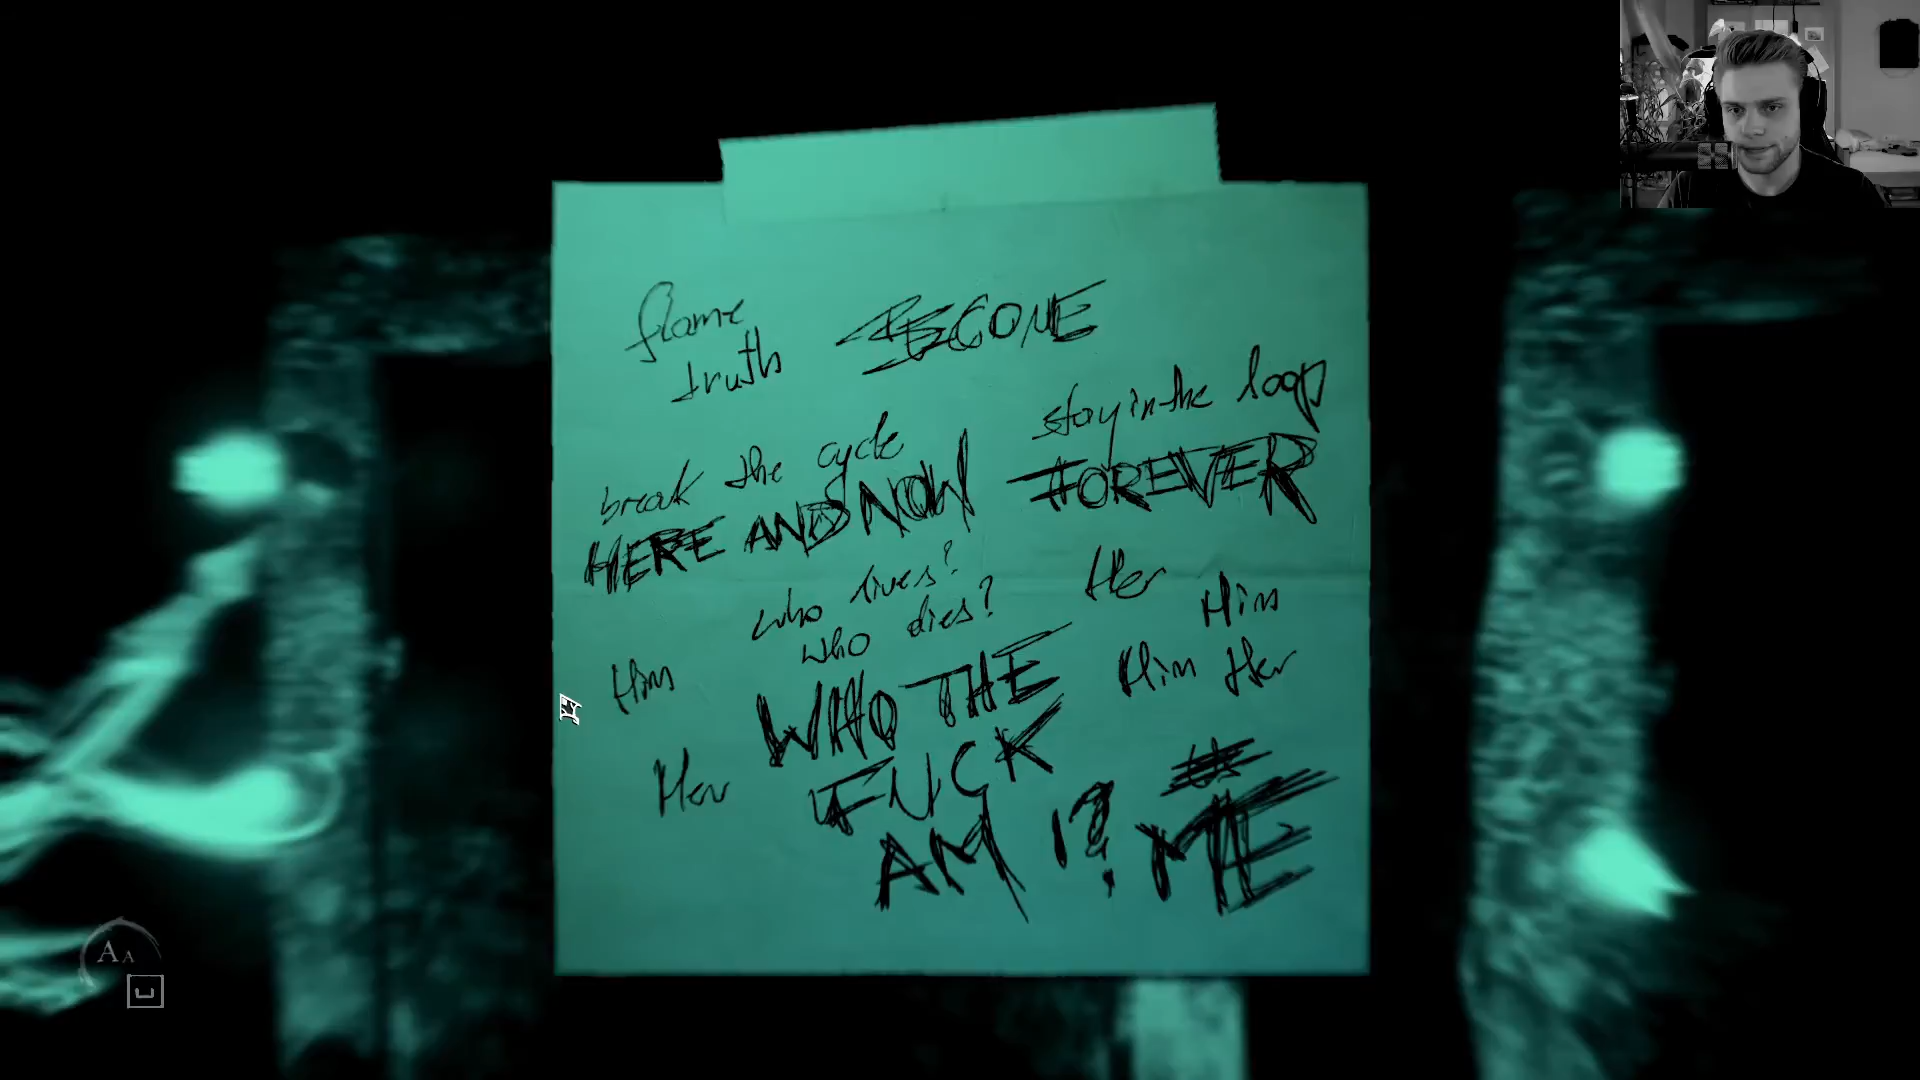 flame
truth
BECOME
break the cycle
HERE AND NOW
stay in the loop
FOREVER
who lives?
who dies?
Her
Him
Him
Him Her
WHO THE
FUCK
AM I?
Her
ME
AA